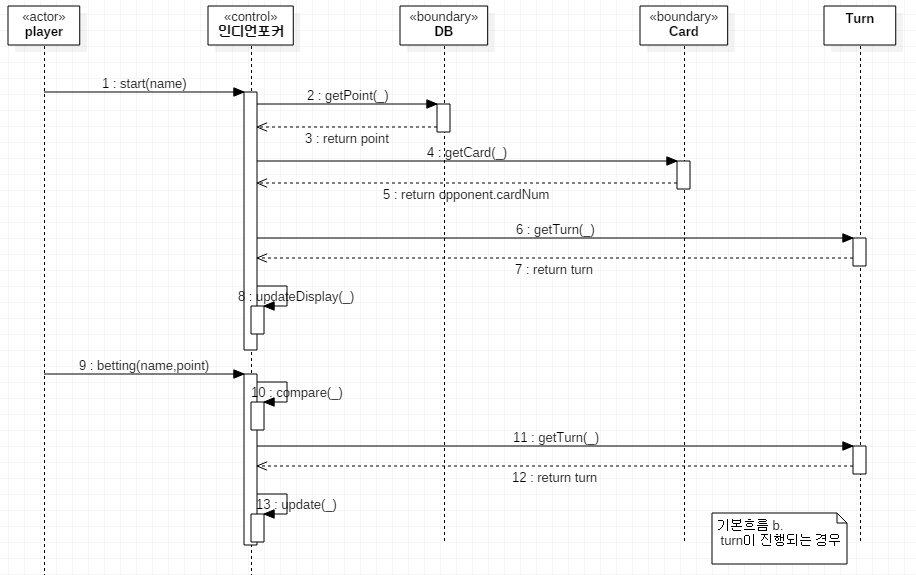 «actor»
player
«control»
인디언포커
«boundary»
DB
«boundary»
Card
Turn
1 : start(name)
2 : getPoint(_)
3 : return point
4 : getCard(_)
5 : return opponent.cardNum
6 : getTurn(_)
7 : return turn
8 : updateDisplay(_)
9 : betting(name,point)
10 : compare(_)
11 : getTurn(_)
12 : return turn
13 : update(_)
기본흐름 b.
turn이 진행되는 경우